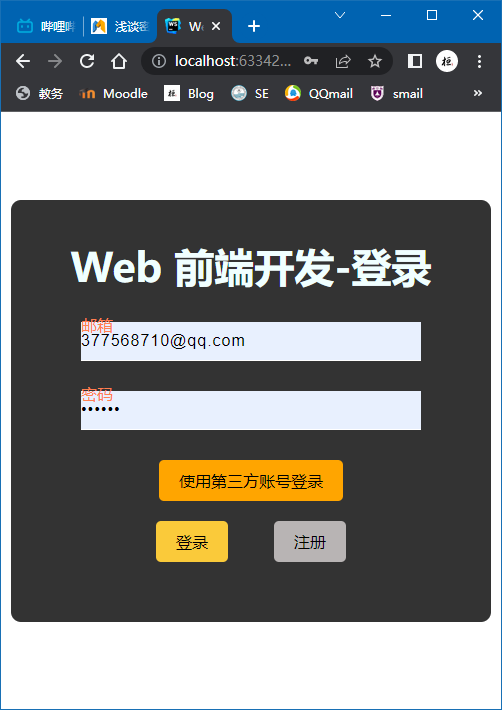 哔哩哔
浅谈密
We
localhost:63342...
教务
Moodle
Blog
SE
QQmail
smail
»
Web 前端开发-登录
邮箱
377568710@qq.com
密码
••••••
使用第三方账号登录
登录
注册